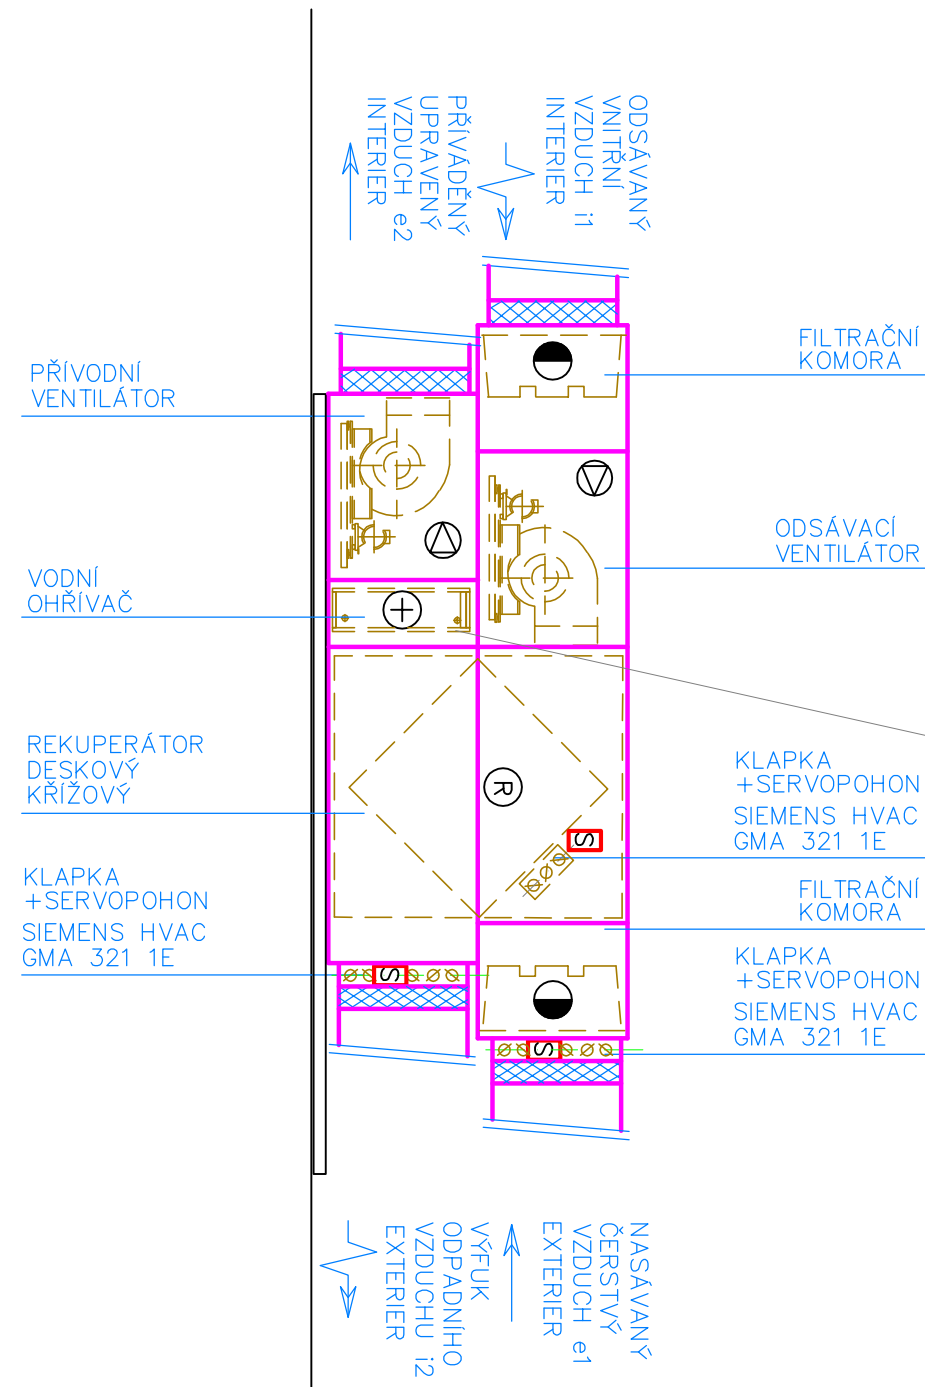 PŘÍVÁDĚNÝ
UPRAVENÝ
VZDUCH e2
INTERIER
ODSÁVANÝ
VNITŘNÍ
VZDUCH i1
INTERIER
FILTRAČNÍ
KOMORA
PŘÍVODNÍ
VENTILÁTOR
ODSÁVACÍ
VENTILÁTOR
VODNÍ
OHŘÍVAČ
REKUPERÁTOR
DESKOVÝ
KŘÍŽOVÝ
R
S
KLAPKA
+SERVOPOHON
SIEMENS HVAC
GMA 321 1E
KLAPKA
+SERVOPOHON
SIEMENS HVAC
GMA 321 1E
S
FILTRAČNÍ
KOMORA
KLAPKA
+SERVOPOHON
SIEMENS HVAC
GMA 321 1E
S
VÝFUK
ODPADNÍHO
VZDUCHU i2
EXTERIER
NASÁVANÝ
ČERSTVÝ
VZDUCH e1
EXTERIER